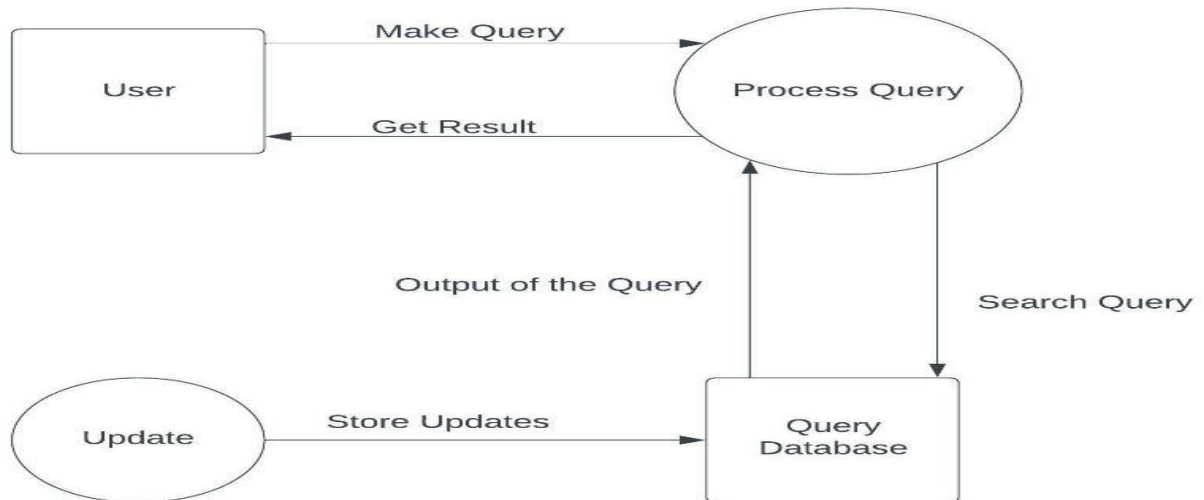 Make Query
User
Process Query
Get Result
Output of the Query
Search Query
Store Updates
Update
Query
Database